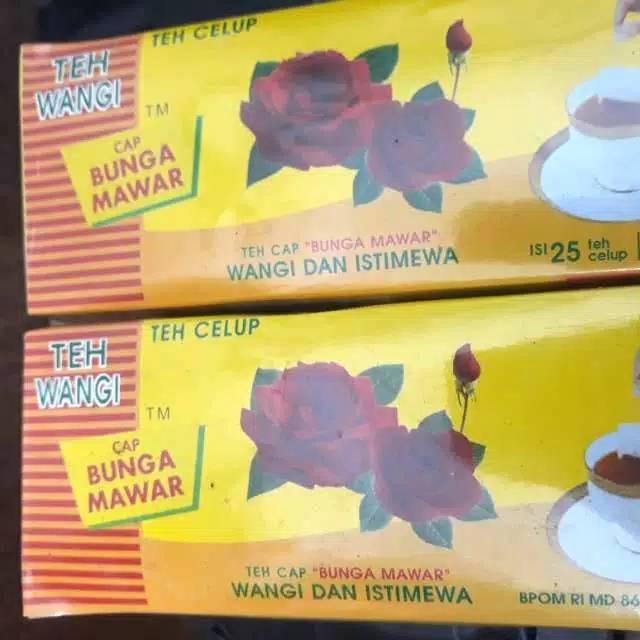 TEH CELUP
TEH
WANGI
TM
CAP
BUNGA
MAWAR
TEH CAP "BUNGA MAWAR"
WANGI DAN ISTIMEWA
ISI 25 teh celup
TEH CELUP
TEH
WANGI
TM
CAP
BUNGA
MAWAR
TEH CAP "BUNGA MAWAR"
WANGI DAN ISTIMEWA
BPOM RI MD 86